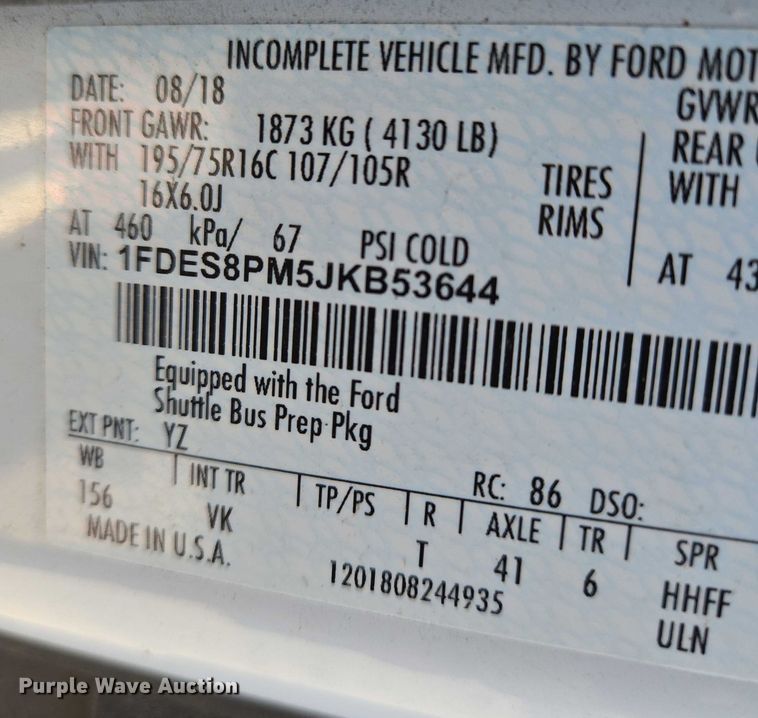 INCOMPLETE VEHICLE MFD. BY FORD
DATE: 08/18
GVWR
FRONT GAWR: 1873 KG ( 4130 LB)
REAR
WITH 195/75R16C 107/105R TIRES
WITH
16X6.0J RIMS
AT 460 kPa/ 67 PSI COLD
AT 43
VIN: 1FDES8PM5JKB53644
Equipped with the Ford
Shuttle Bus Prep Pkg
EXT PNT: YZ RC: 86 DSO:
WB INT TR TP/PS R AXLE TR SPR
156 VK T 41 6 HHFF
MADE IN U.S.A. 1201808244935 ULN
Purple Wave Auction